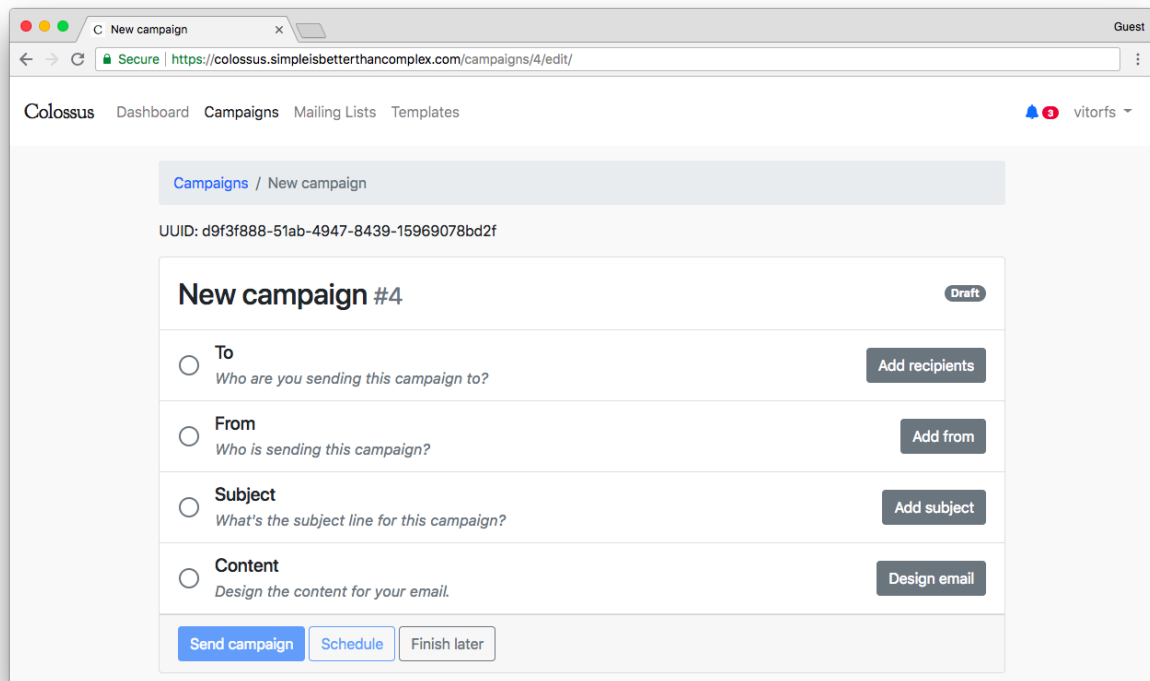 C New campaign × Guest
Secure | https://colossus.simpleisbetterthancomplex.com/campaigns/4/edit/
Colossus Dashboard Campaigns Mailing Lists Templates 3 vitorfs
Campaigns / New campaign
UUID: d9f3f888-51ab-4947-8439-15969078bd2f
New campaign #4 Draft
To
Who are you sending this campaign to?
Add recipients
From
Who is sending this campaign?
Add from
Subject
What's the subject line for this campaign?
Add subject
Content
Design the content for your email.
Design email
Send campaign Schedule Finish later